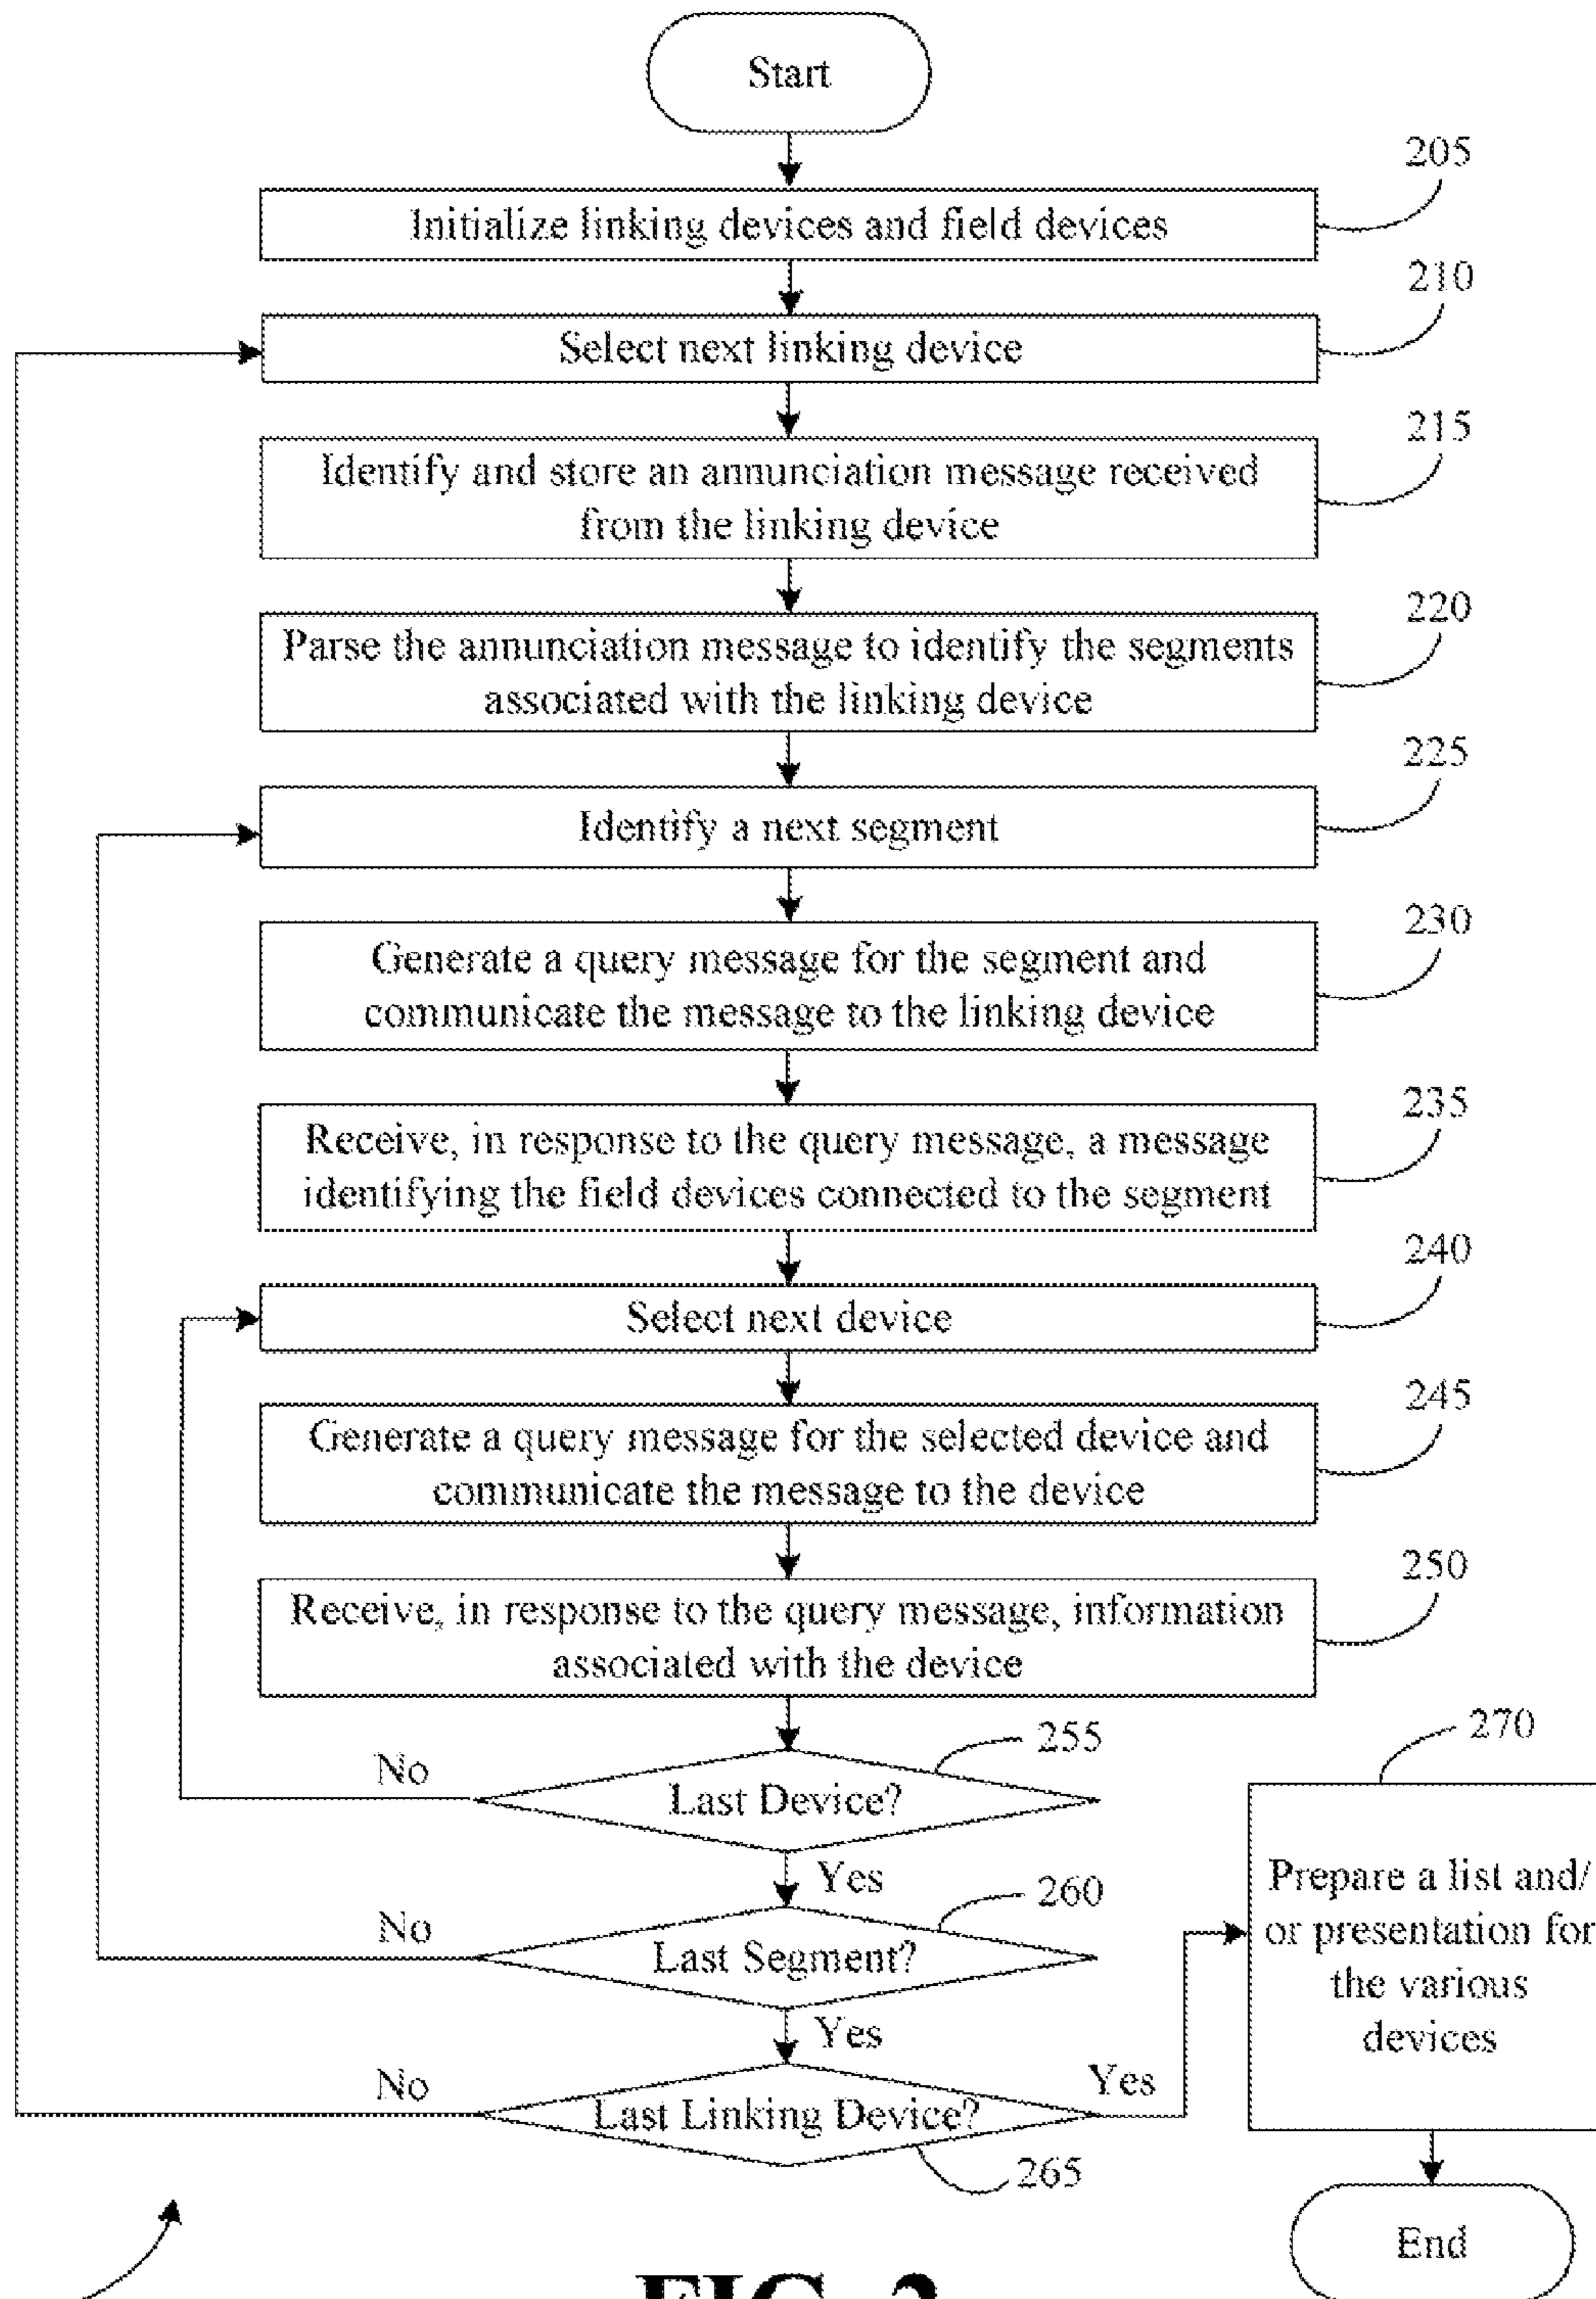 Start
205
Initialize linking devices and field devices
210
Select next linking device
215
Identify and store an annunciation message received
from the linking device
220
Parse the annunciation message to identify the segments
associated with the linking device
225
Identify a next segment
230
Generate a query message for the segment and
communicate the message to the linking device
235
Receive, in response to the query message, a message
identifying the field devices connected to the segment
240
Select next device
245
Generate a query message for the selected device and
communicate the message to the device
250
Receive, in response to the query message, information
associated with the device
255
No
Last Device?
Yes
260
No
Last Segment?
Yes
No
Last Linking Device?
Yes
265
270
Prepare a list and/
or presentation for
the various
devices
End
FIG.